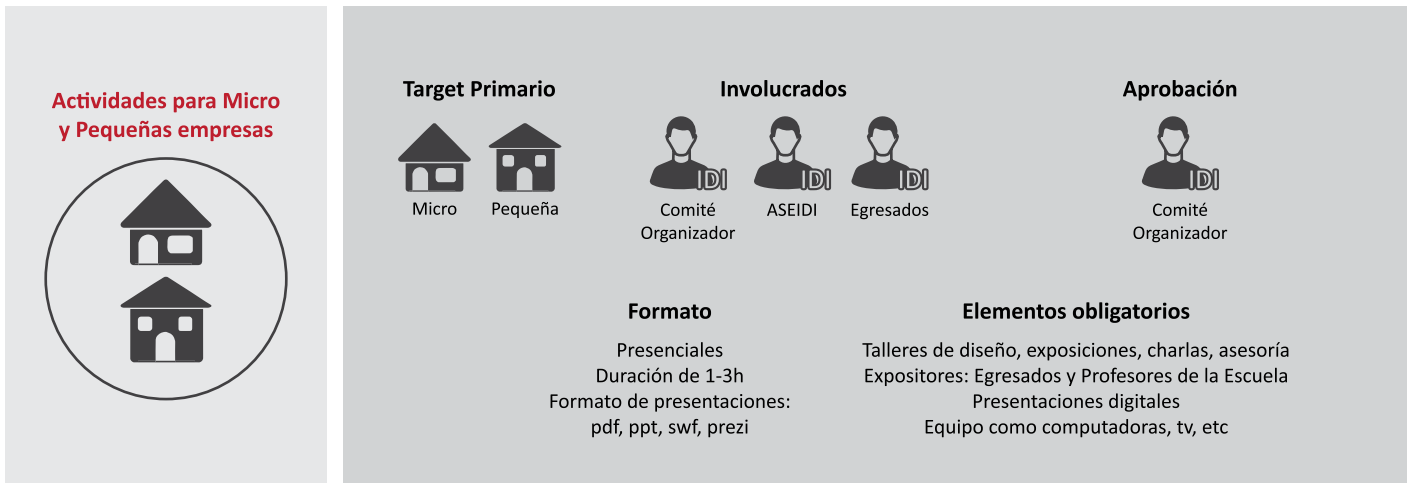 Actividades para Micro
y Pequeñas empresas
Target Primario
Micro
Pequeña
Involucrados
IDI
IDI
IDI
Comité
Organizador
ASEIDI
Egresados
Aprobación
IDI
Comité
Organizador
Formato
Presenciales
Duración de 1-3h
Formato de presentaciones:
pdf, ppt, swf, prezi
Elementos obligatorios
Talleres de diseño, exposiciones, charlas, asesoría
Expositores: Egresados y Profesores de la Escuela
Presentaciones digitales
Equipo como computadoras, tv, etc